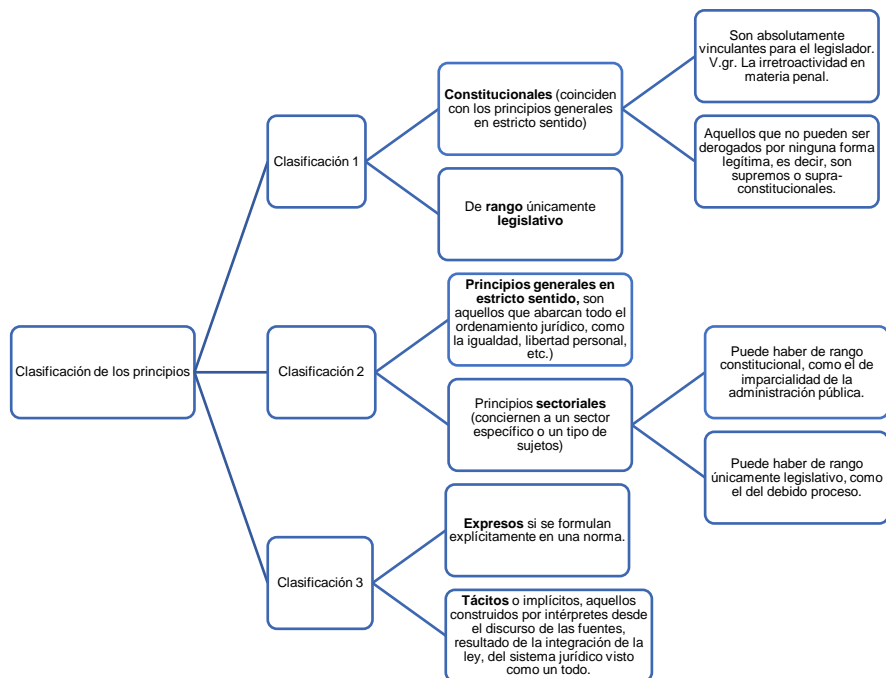 Clasificación de los principios
Clasificación 1
Constitucionales (coinciden
con los principios generales
en estricto sentido)
Son absolutamente
vinculantes para el legislador.
V.gr. La irretroactividad en
materia penal.
Aquellos que no pueden ser
derogados por ninguna forma
legítima, es decir, son
supremos o supra-
constitucionales.
De rango únicamente
legislativo
Clasificación 2
Principios generales en
estricto sentido, son
aquellos que abarcan todo el
ordenamiento jurídico, como
la igualdad, libertad personal,
etc.)
Principios sectoriales
(conciernen a un sector
específico o un tipo de
sujetos)
Puede haber de rango
constitucional, como el de
imparcialidad de la
administración pública.
Puede haber de rango
únicamente legislativo, como
el del debido proceso.
Clasificación 3
Expresos si se formulan
explícitamente en una norma.
Tácitos o implícitos, aquellos
construidos por intérpretes desde
el discurso de las fuentes,
resultado de la integración de la
ley, del sistema jurídico visto
como un todo.